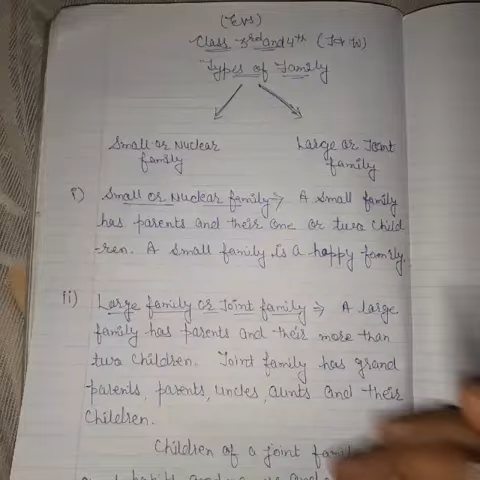 (EVS)
Class 3rd and 4th (J & W)
Types of Family
Small or Nuclear family
Large or Joint family
i) Small or Nuclear family → A small family
has parents and their one or two child
-ren. A small family is a happy family.
ii) Large family or Joint family ⇒ A large
family has parents and their more than
two children. Joint family has grand
parents, parents, uncles, aunts and their
children.
Children of a joint